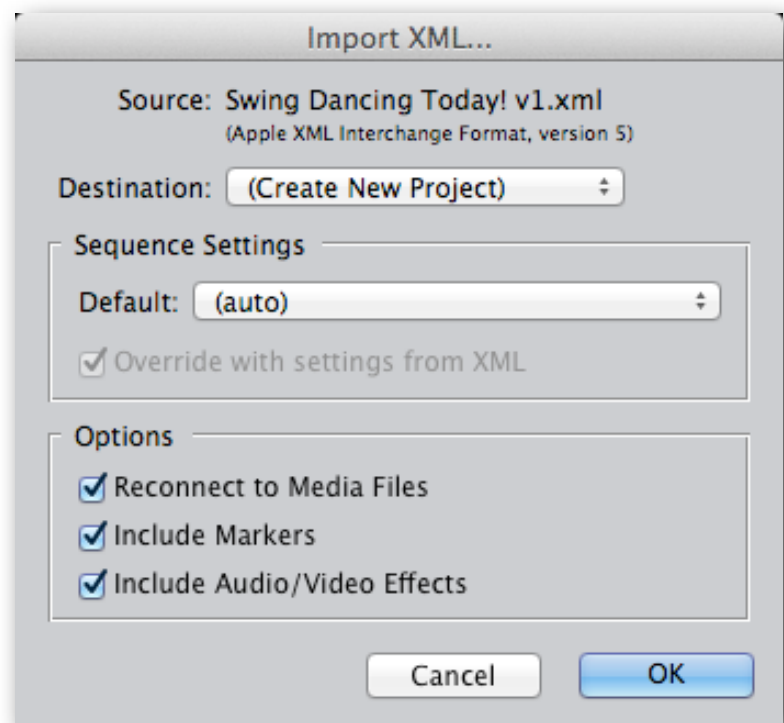 Import XML...
Source: Swing Dancing Today! v1.xml
(Apple XML Interchange Format, version 5)
Destination: (Create New Project)
Sequence Settings
Default: (auto)
Override with settings from XML
Options
Reconnect to Media Files
Include Markers
Include Audio/Video Effects
Cancel OK